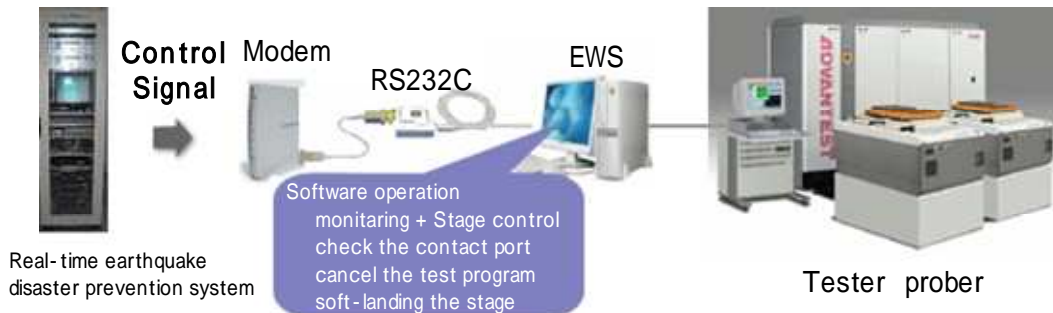 Control
Signal
Modem
RS232C
EWS
ADVANTEST
Software operation
monitaring + Stage control
check the contact port
cancel the test program
soft-landing the stage
Real-time earthquake
disaster prevention system
Tester prober